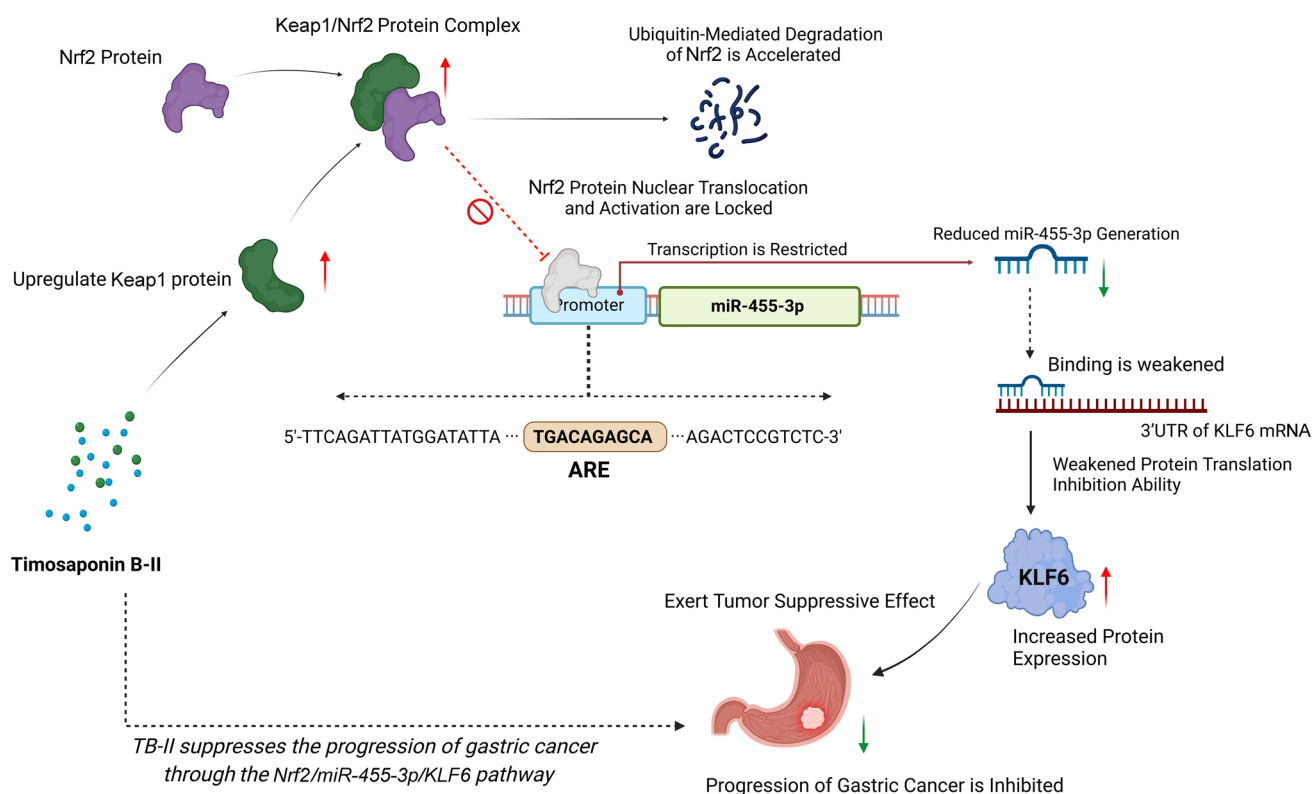 Keap1/Nrf2 Protein Complex
Nrf2 Protein
Ubiquitin-Mediated Degradation
of Nrf2 is Accelerated
Nrf2 Protein Nuclear Translocation
and Activation are Locked
Upregulate Keap1 protein
Transcription is Restricted
Reduced miR-455-3p Generation
Promoter
miR-455-3p
Binding is weakened
3'UTR of KLF6 mRNA
5'-TTCAGATTATGGATATTA ··· TGACAGAGCA ···AGACTCCGTCTC-3'
ARE
Weakened Protein Translation
Inhibition Ability
Timosaponin B-II
KLF6
Increased Protein
Expression
Exert Tumor Suppressive Effect
TB-II suppresses the progression of gastric cancer
through the Nrf2/miR-455-3p/KLF6 pathway
Progression of Gastric Cancer is Inhibited